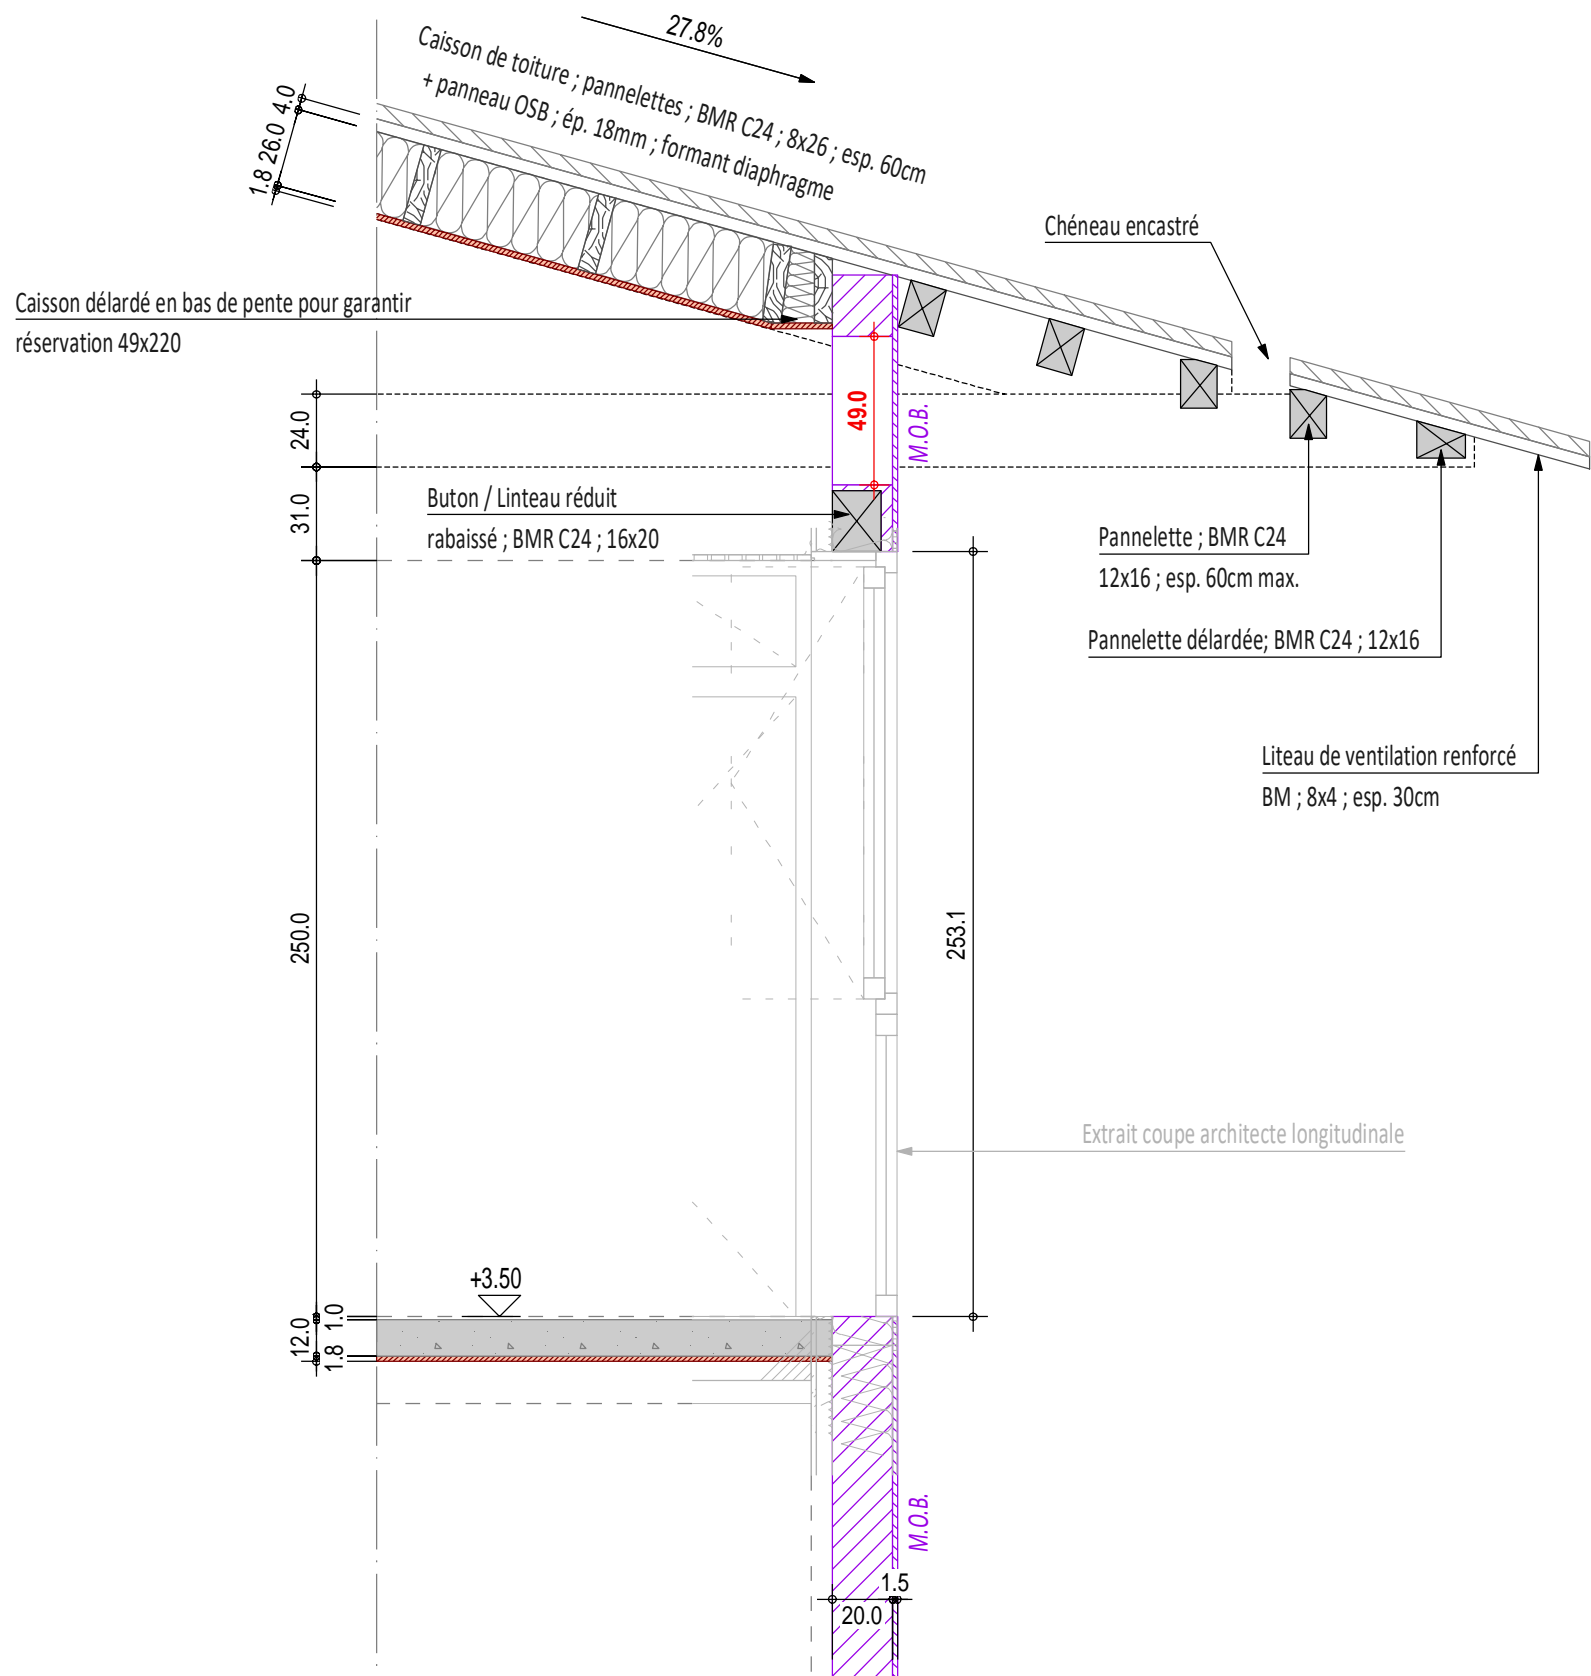 27.8%
Caisson de toiture ; pannelettes ; BMR C24 ; 8x26 ; esp. 60cm
+ panneau OSB ; ép. 18mm ; formant diaphragme
4.0
26.0
1.8
Chéneau encastré
Caisson délardé en bas de pente pour garantir
réservation 49x220
24.0
49.0
M.O.B.
31.0
Buton / Linteau réduit
rabaissé ; BMR C24 ; 16x20
Pannelette ; BMR C24
12x16 ; esp. 60cm max.
Pannelette délardée; BMR C24 ; 12x16
Liteau de ventilation renforcé
BM ; 8x4 ; esp. 30cm
250.0
253.1
Extrait coupe architecte longitudinale
+3.50
1.0
12.0
1.8
M.O.B.
1.5
20.0